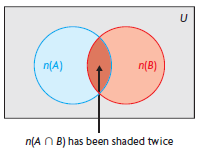 U
n(A)
n(B)
n(A ∩ B) has been shaded twice